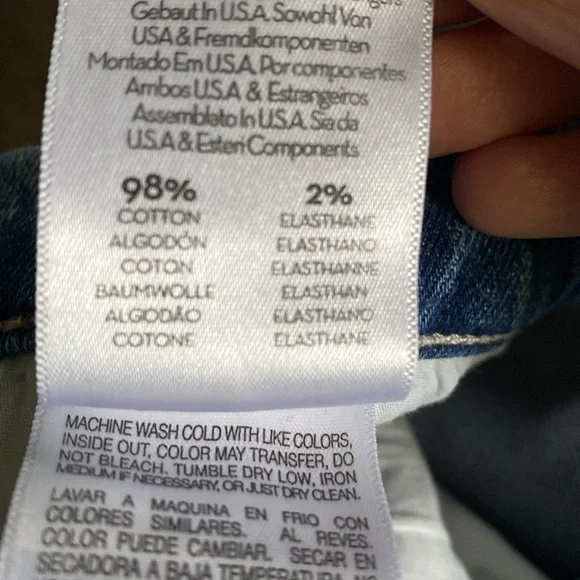 Gebaut In U.S.A. Sowohl Von
USA & Fremdkomponenten
Montado Em U.S.A. Por componentes
Ambos U.S.A & Estrangeiros
Assemblato In U.S.A. Sia da
U.S.A & Esteri Components
98% 2%
COTTON ELASTHANE
ALGODÓN ELASTHANO
COTON ELASTHANNE
BAUMWOLLE ELASTHAN
ALGODÃO ELASTHANO
COTONE ELASTHANE
MACHINE WASH COLD WITH LIKE COLORS,
INSIDE OUT, COLOR MAY TRANSFER, DO
NOT BLEACH. TUMBLE DRY LOW, IRON
MEDIUM IF NECESSARY, OR JUST DRY CLEAN.
LAVAR A MAQUINA EN FRIO CON
COLORES SIMILARES. AL REVES.
COLOR PUEDE CAMBIAR. SECAR EN
SECADORA A BAJA TEMPERATURA